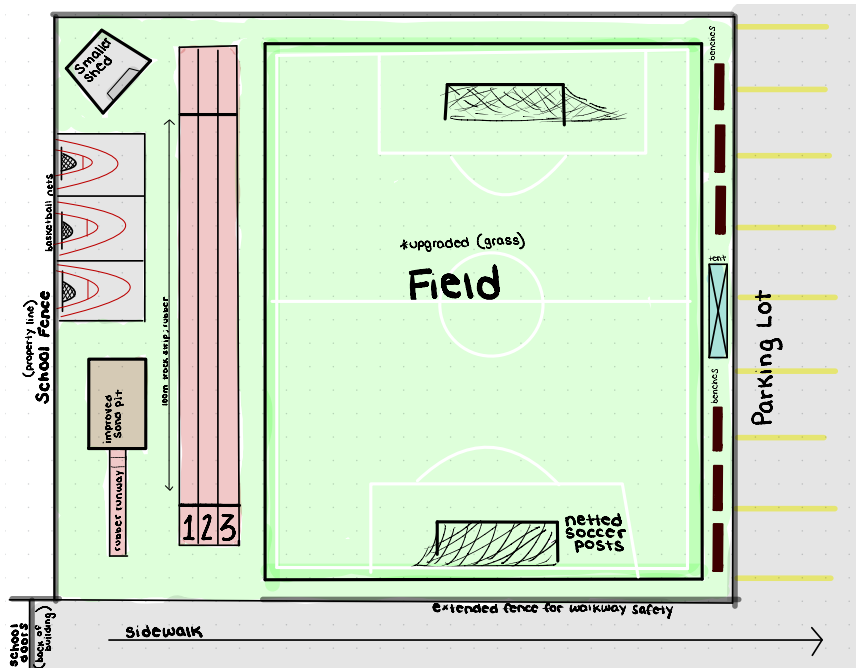 Smaller
shed
benches
basketball nets
*upgraded (grass)
Field
tent
(property line)
School Fence
100m track strip, rubber
Parking Lot
benches
improved
sand pit
rubber runway
1 2 3
netted
soccer
posts
extended fence for walkway safety
school
doors
(back of
building)
sidewalk